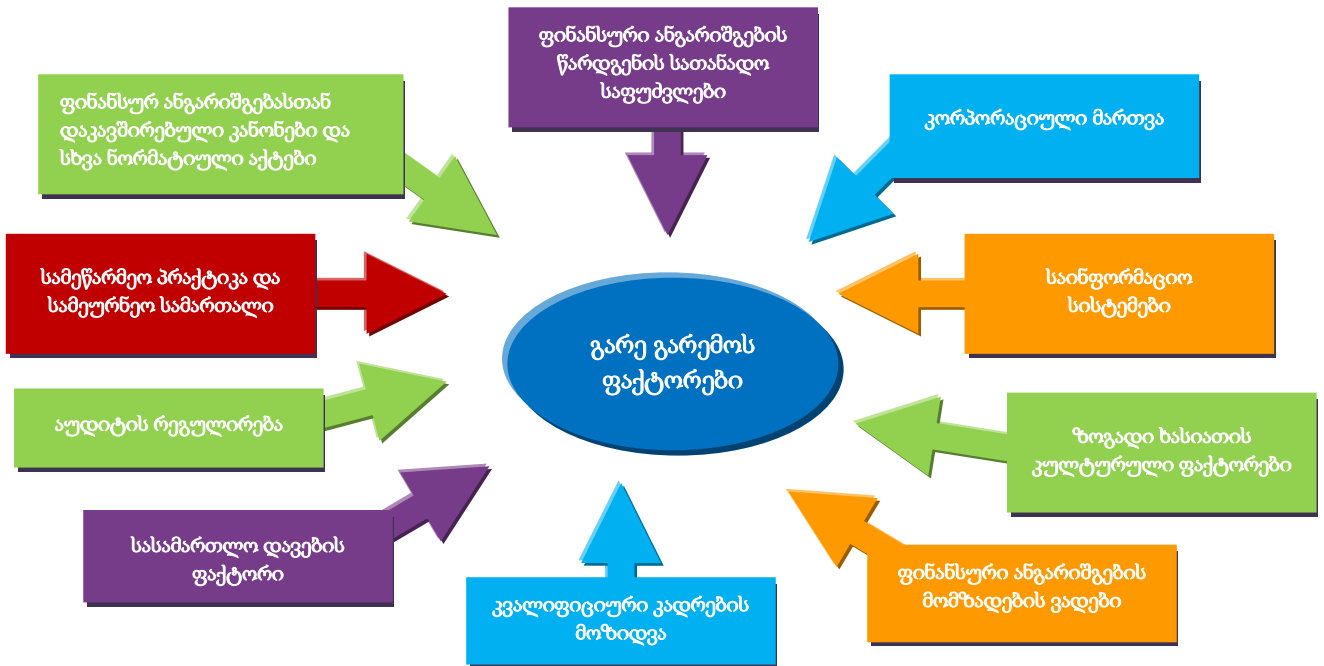 ფინანსური ანგარიშგების
წარდგენის სათანადო
საფუძვლები
ფინანსურ ანგარიშგებასთან
დაკავშირებული კანონები და
სხვა ნორმატიული აქტები
კორპორაციული მართვა
სამეწარმეო პრაქტიკა და
სამეურნეო სამართალი
საინფორმაციო
სისტემები
გარე გარემოს
ფაქტორები
აუდიტის რეგულირება
ზოგადი ხასიათის
კულტურული ფაქტორები
სასამართლო დავების
ფაქტორი
ფინანსური ანგარიშგების
მომზადების ვადები
კვალიფიციური კადრების
მოზიდვა